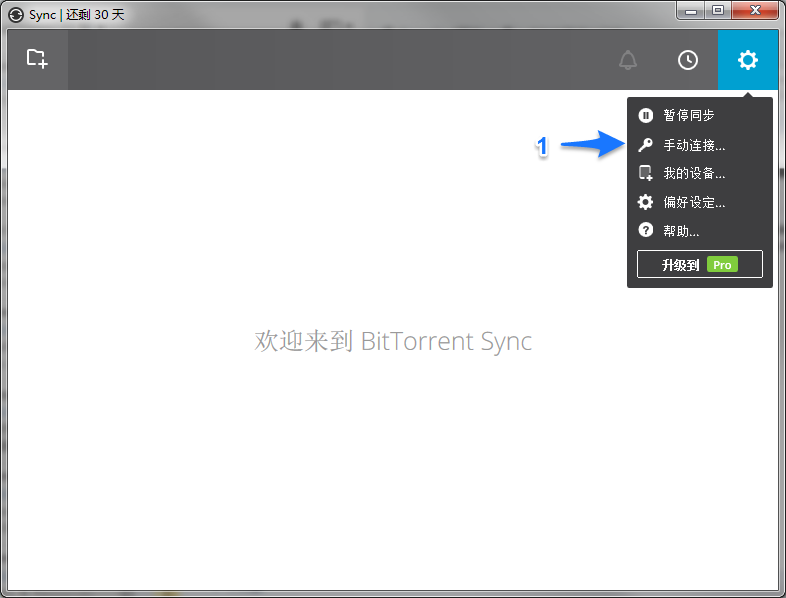 Sync | 还剩 30 天
暂停同步
1
手动连接...
我的设备...
偏好设定...
帮助...
升级到 Pro
欢迎来到 BitTorrent Sync